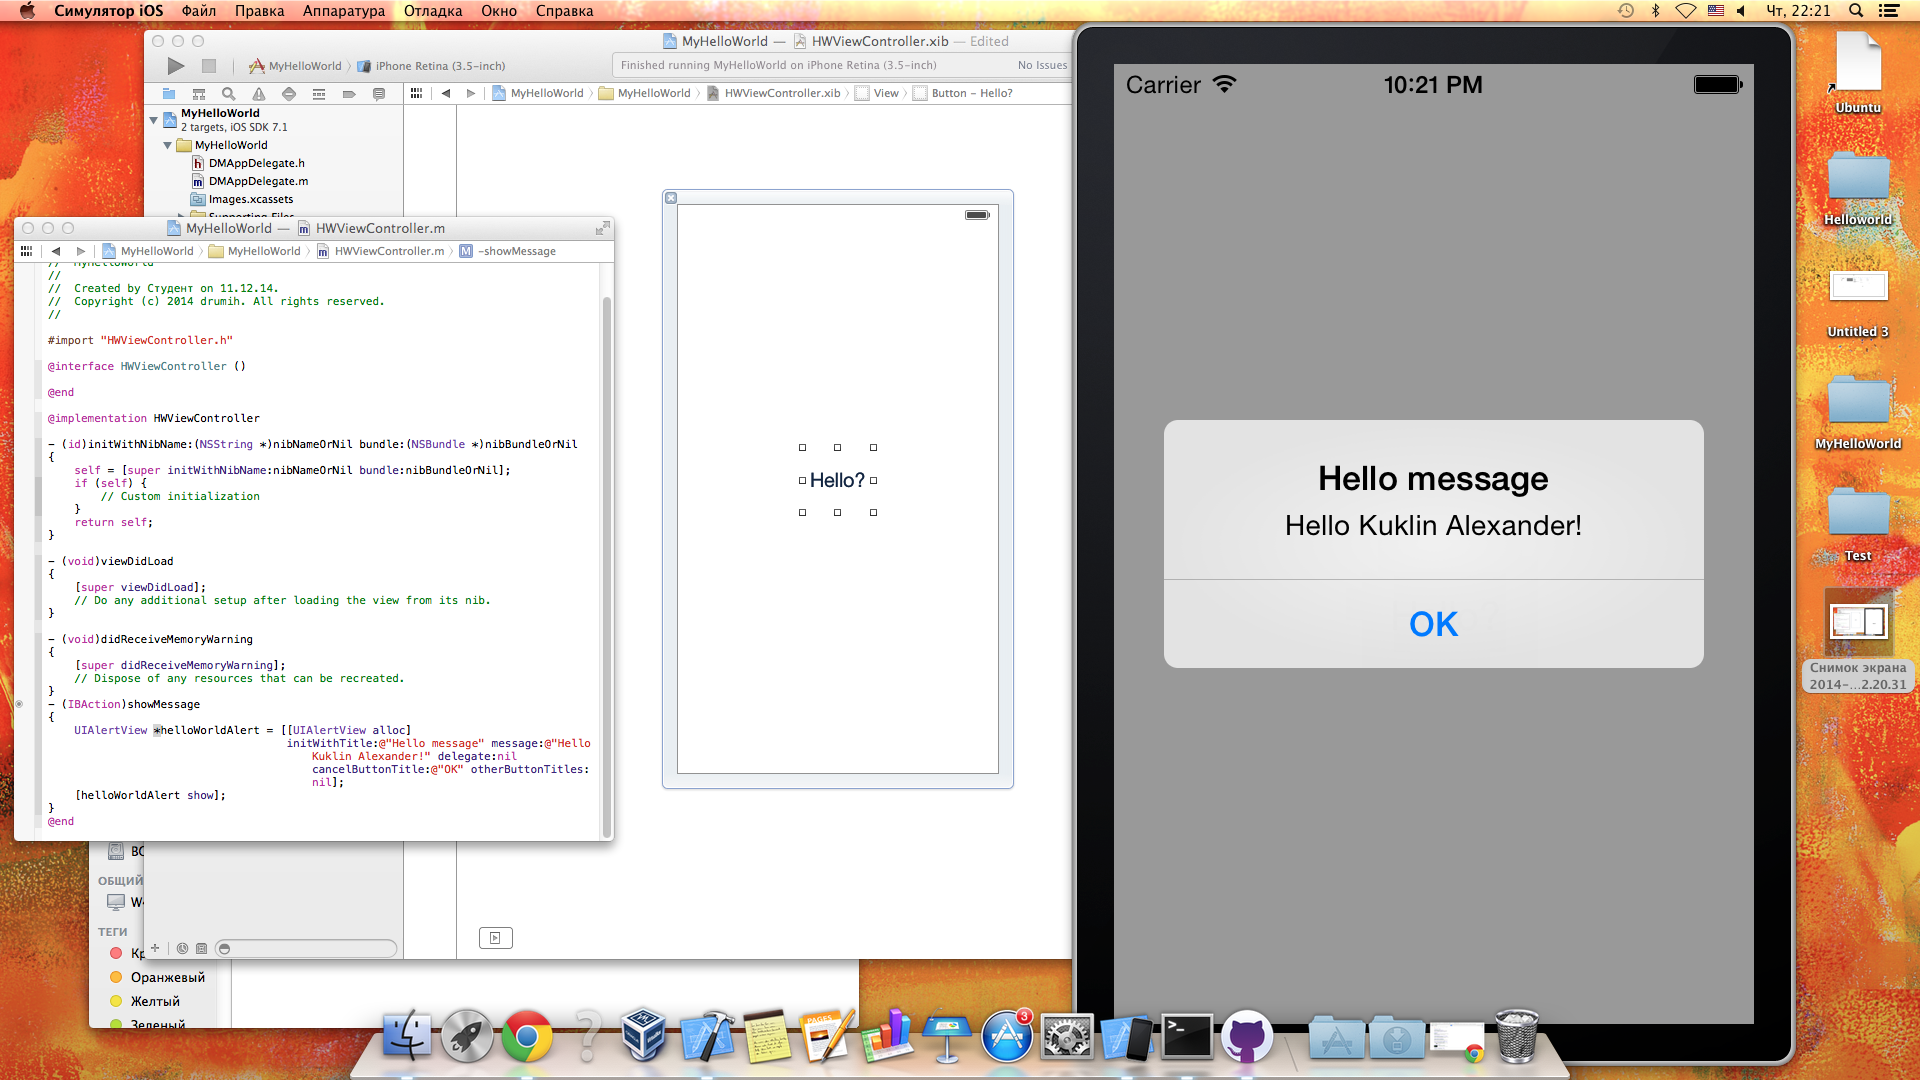 Симулятор iOS Файл Правка Аппаратура Отладка Окно Справка Чт, 22:21
MyHelloWorld — HWViewController.xib — Edited
MyHelloWorld iPhone Retina (3.5-inch)
Finished running MyHelloWorld on iPhone Retina (3.5-inch) No Issues
MyHelloWorld MyHelloWorld HWViewController.xib View Button - Hello?
MyHelloWorld
2 targets, iOS SDK 7.1
MyHelloWorld
DMAppDelegate.h
DMAppDelegate.m
Images.xcassets
Supporting Files
MyHelloWorld — HWViewController.m
MyHelloWorld MyHelloWorld HWViewController.m M -showMessage
// MyHelloWorld
//
// Created by Студент on 11.12.14.
// Copyright (c) 2014 drumih. All rights reserved.
//
#import "HWViewController.h"
@interface HWViewController ()
@end
@implementation HWViewController
- (id)initWithNibName:(NSString *)nibNameOrNil bundle:(NSBundle *)nibBundleOrNil
{
self = [super initWithNibName:nibNameOrNil bundle:nibBundleOrNil];
if (self) {
// Custom initialization
}
return self;
}
- (void)viewDidLoad
{
[super viewDidLoad];
// Do any additional setup after loading the view from its nib.
}
- (void)didReceiveMemoryWarning
{
[super didReceiveMemoryWarning];
// Dispose of any resources that can be recreated.
}
- (IBAction)showMessage
{
UIAlertView *helloWorldAlert = [[UIAlertView alloc]
initWithTitle:@"Hello message" message:@"Hello
Kuklin Alexander!" delegate:nil
cancelButtonTitle:@"OK" otherButtonTitles:
nil];
[helloWorldAlert show];
}
@end
ОБЩИЙ
ТЕГИ
Оранжевый
Желтый
Зеленый
Hello?
Carrier 10:21 PM
Hello message
Hello Kuklin Alexander!
OK
Ubuntu
Helloworld
Untitled 3
MyHelloWorld
Test
Снимок экрана
2014-...2.20.31
PAGES
3